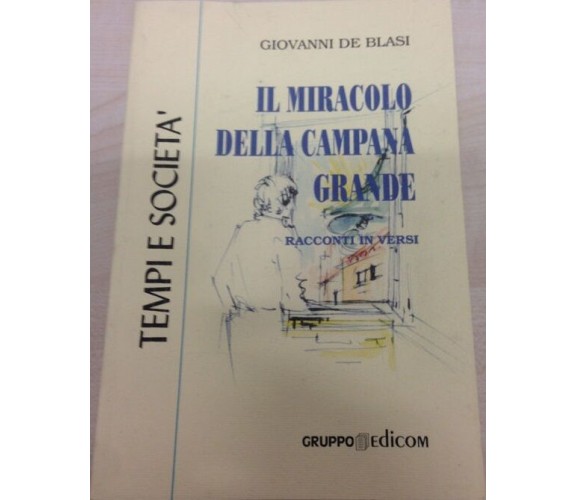 GIOVANNI DE BLASI
IL MIRACOLO
DELLA CAMPANA
GRANDE
RACCONTI IN VERSI
TEMPI E SOCIETA'
GRUPPO Edicom